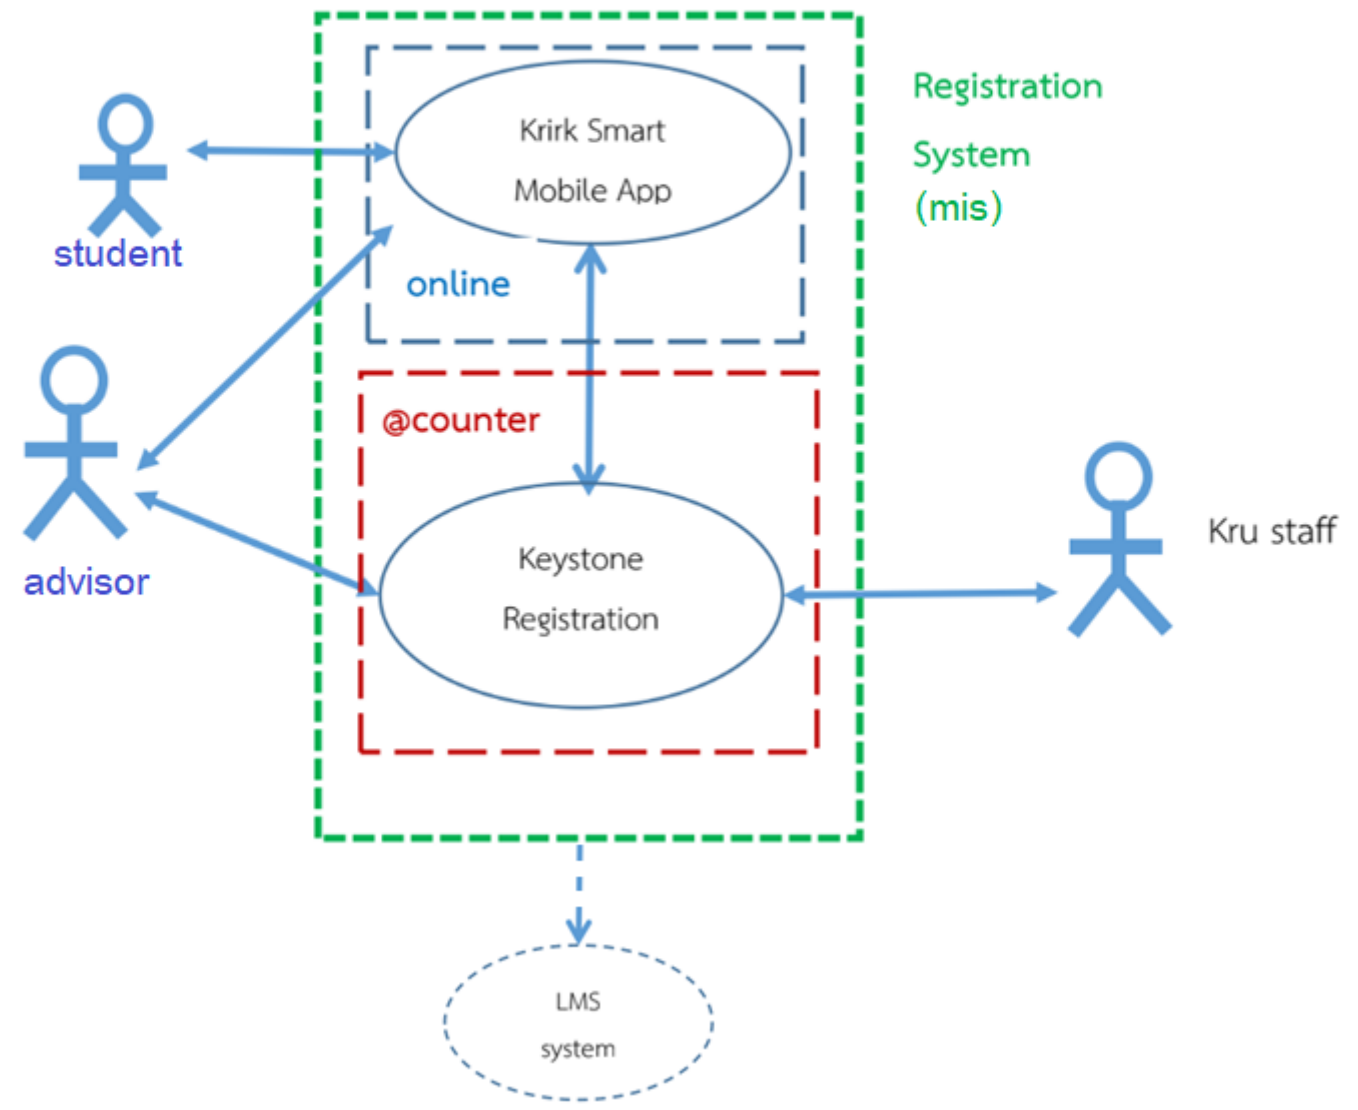 Registration
System
(mis)
Krirk Smart
Mobile App
student
online
@counter
Kru staff
Keystone
Registration
advisor
LMS
system